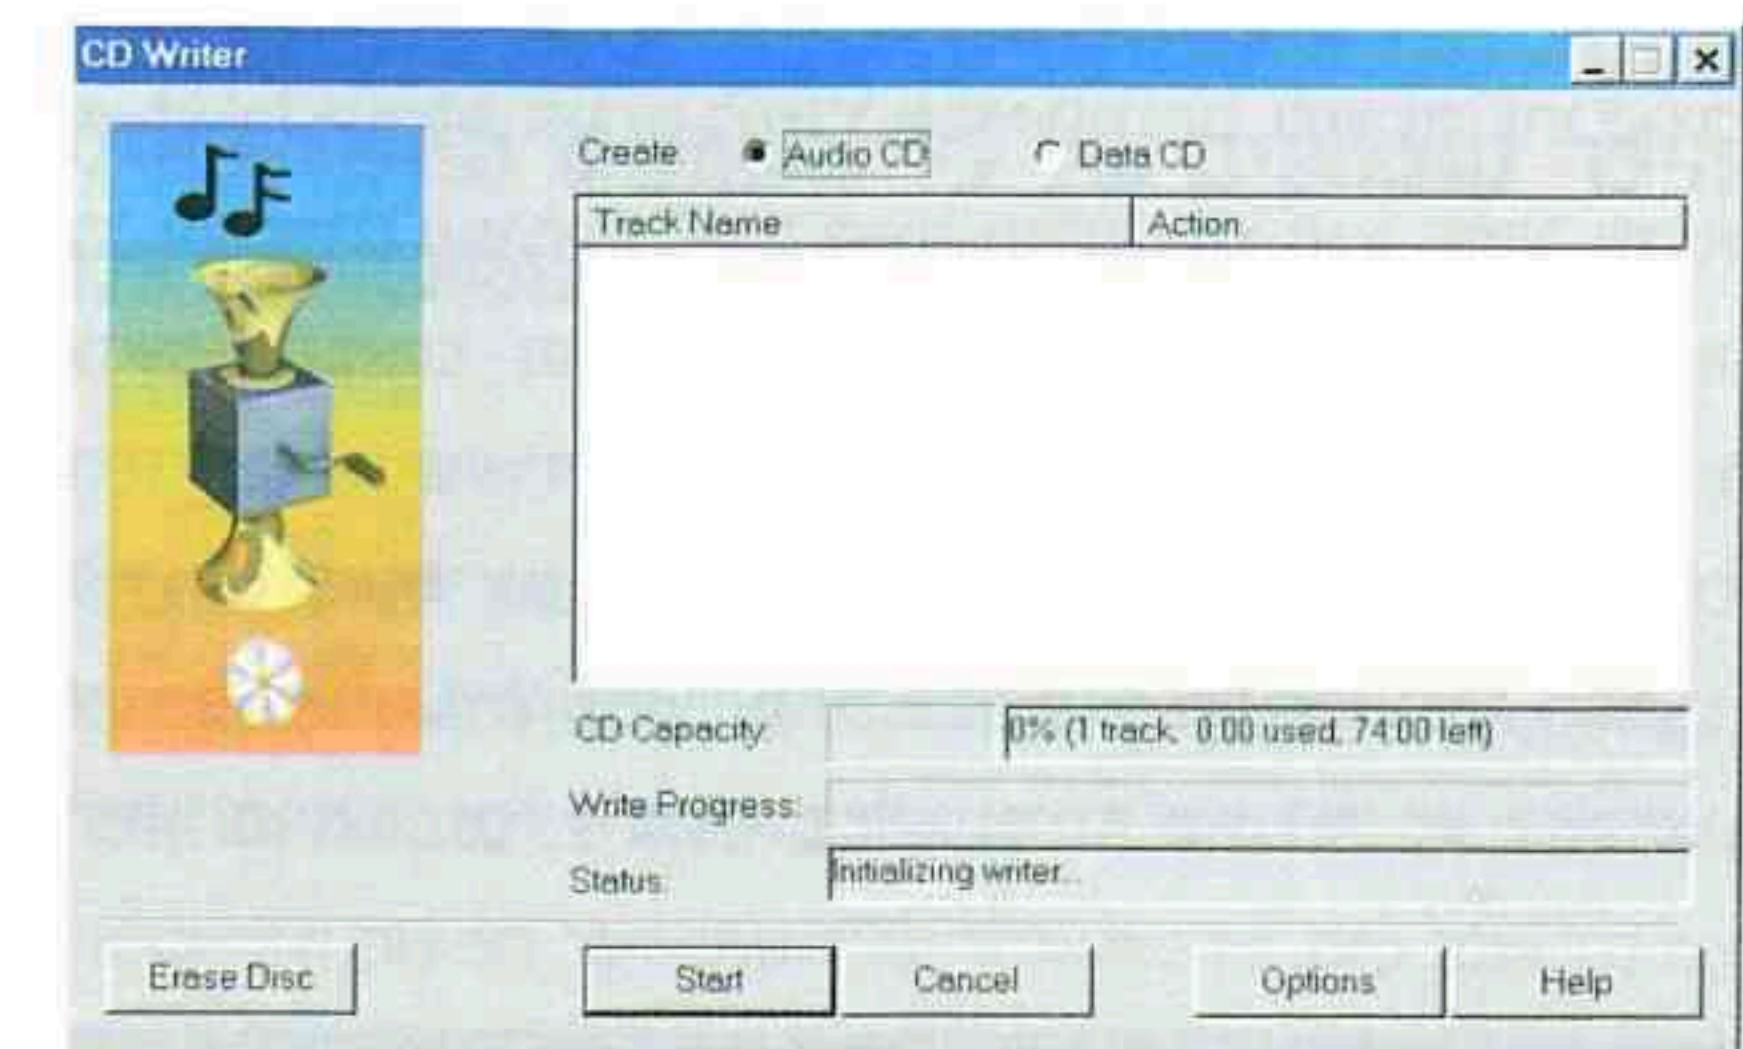 CD Writer
Create: Audio CD Data CD
Track Name Action
CD Capacity: 0% (1 track, 0:00 used, 74:00 left)
Write Progress:
Status: Initializing writer...
Erase Disc Start Cancel Options Help